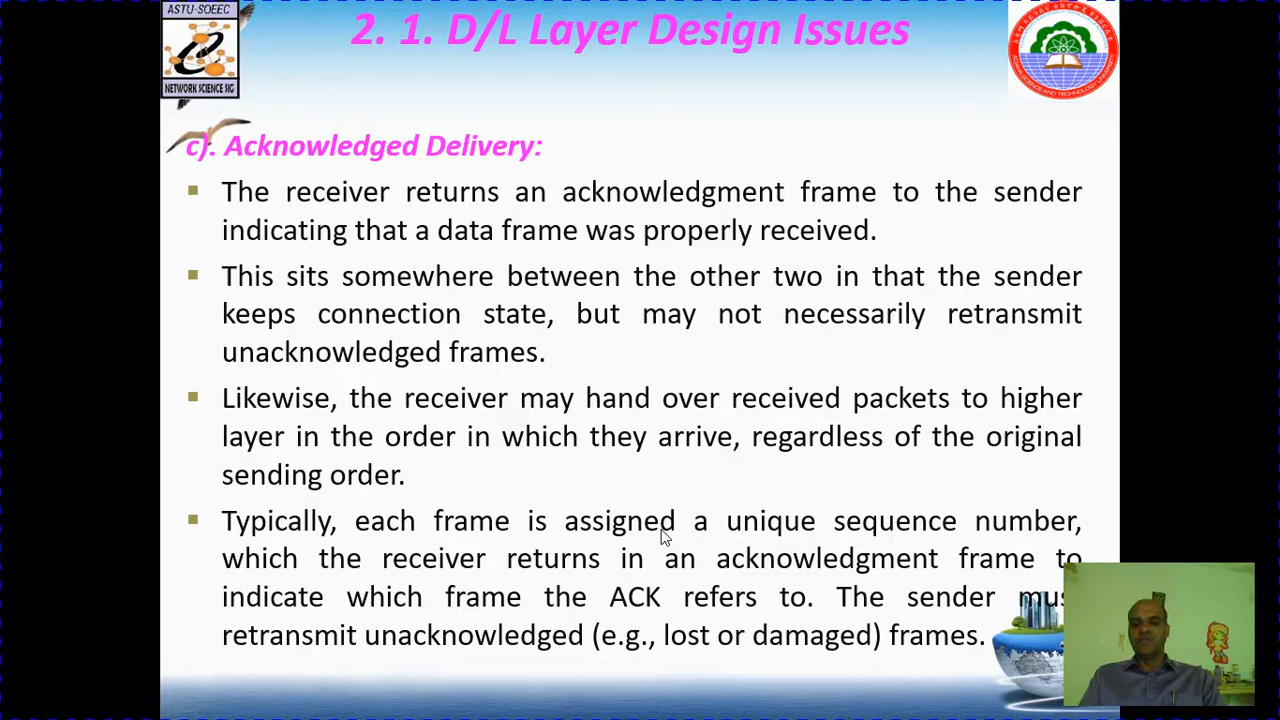 ASTU-SOEEC
NETWORK SCIENCE SIG
2. 1. D/L Layer Design Issues
c). Acknowledged Delivery:
▪ The receiver returns an acknowledgment frame to the sender
indicating that a data frame was properly received.
▪ This sits somewhere between the other two in that the sender
keeps connection state, but may not necessarily retransmit
unacknowledged frames.
▪ Likewise, the receiver may hand over received packets to higher
layer in the order in which they arrive, regardless of the original
sending order.
▪ Typically, each frame is assigned a unique sequence number,
which the receiver returns in an acknowledgment frame to
indicate which frame the ACK refers to. The sender must
retransmit unacknowledged (e.g., lost or damaged) frames.